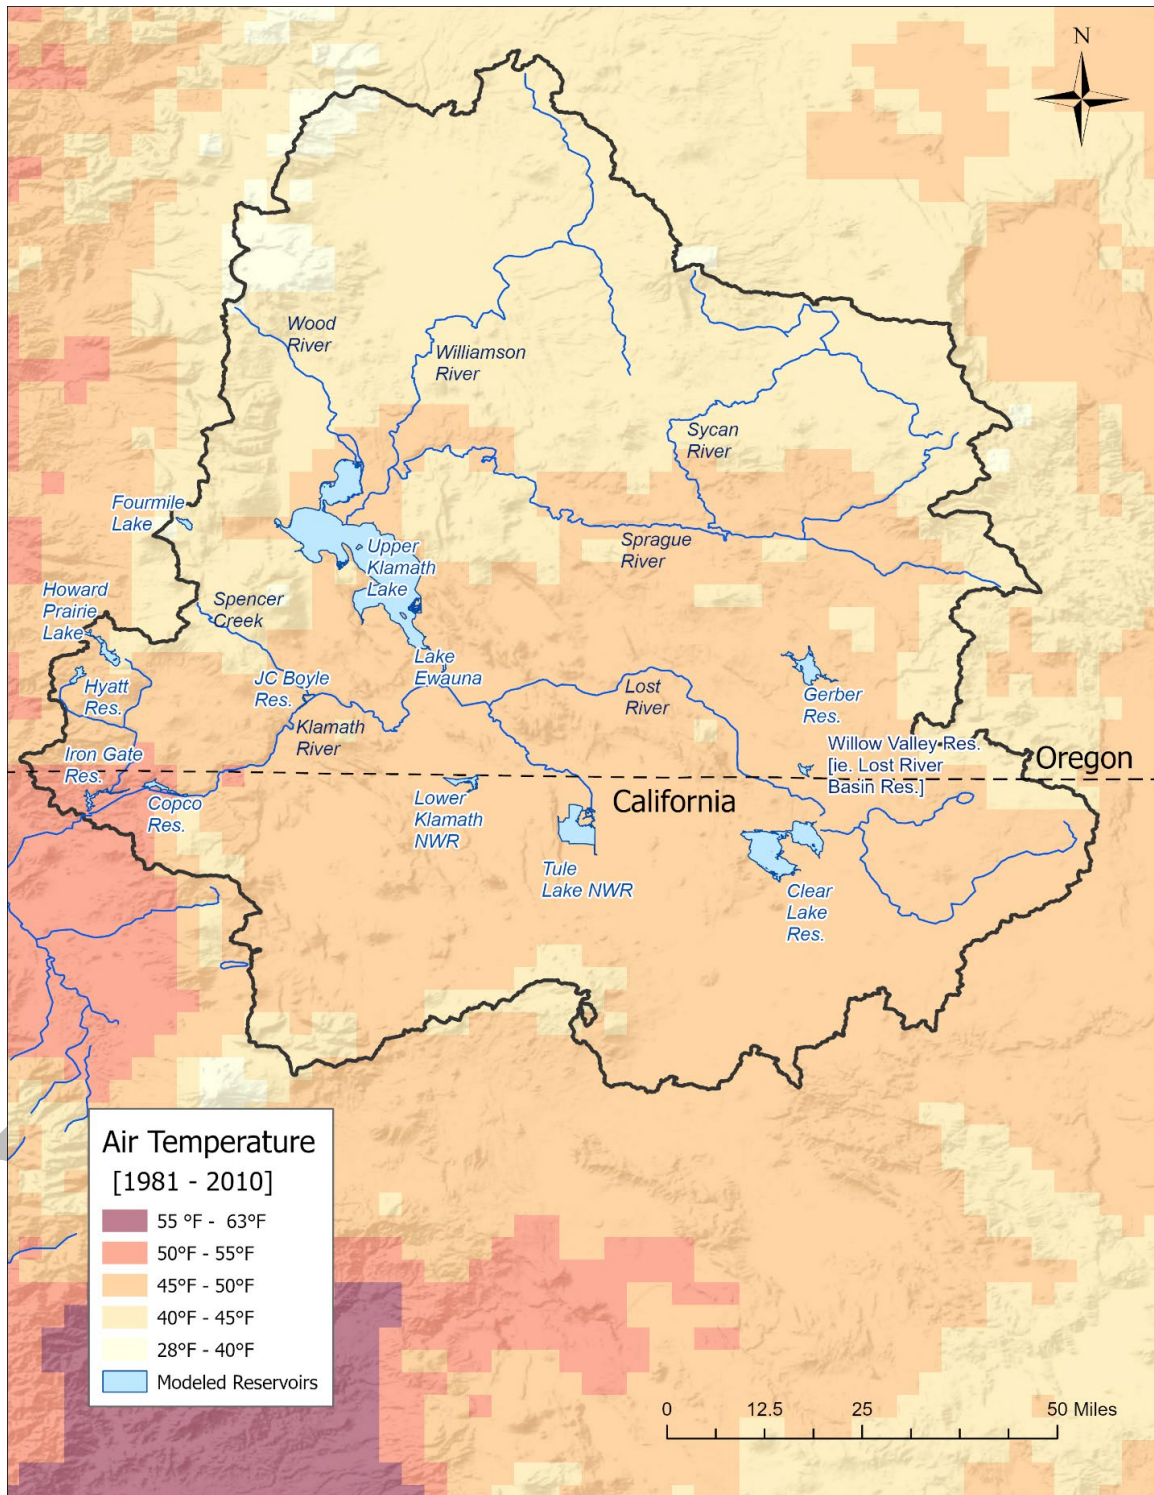 N
Wood
River
Williamson
River
Sycan
River
Fourmile
Lake
Upper
Klamath
Lake
Sprague
River
Howard
Prairie
Lake
Spencer
Creek
Lake
Ewauna
JC Boyle
Res.
Hyatt
Res.
Lost
River
Gerber
Res.
Klamath
River
Willow Valley Res.
[ie. Lost River
Basin Res.]
Oregon
Iron Gate
Res.
Copco
Res.
Lower
Klamath
NWR
California
Tule
Lake NWR
Clear
Lake
Res.
Air Temperature
[1981 - 2010]
55 °F - 63°F
50°F - 55°F
45°F - 50°F
40°F - 45°F
28°F - 40°F
Modeled Reservoirs
0 12.5 25 50 Miles